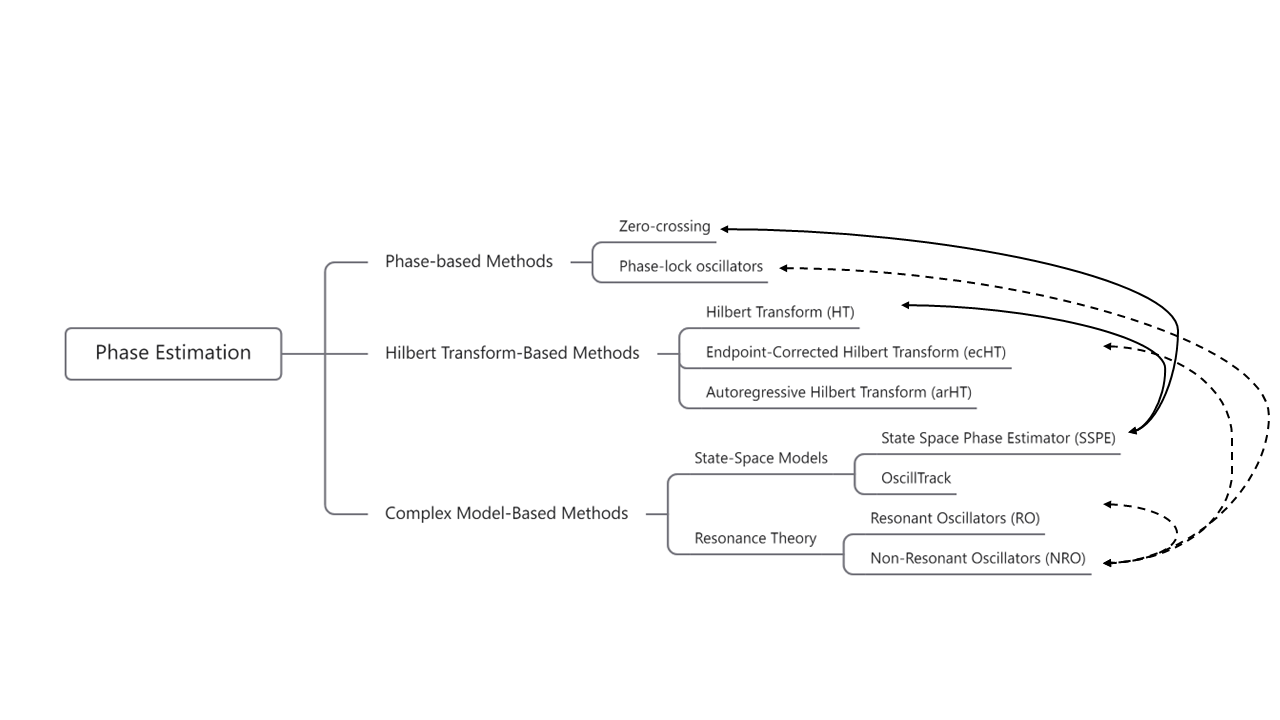 Phase Estimation
Phase-based Methods
Zero-crossing
Phase-lock oscillators
Hilbert Transform-Based Methods
Hilbert Transform (HT)
Endpoint-Corrected Hilbert Transform (ecHT)
Autoregressive Hilbert Transform (arHT)
Complex Model-Based Methods
State-Space Models
State Space Phase Estimator (SSPE)
OscillTrack
Resonance Theory
Resonant Oscillators (RO)
Non-Resonant Oscillators (NRO)